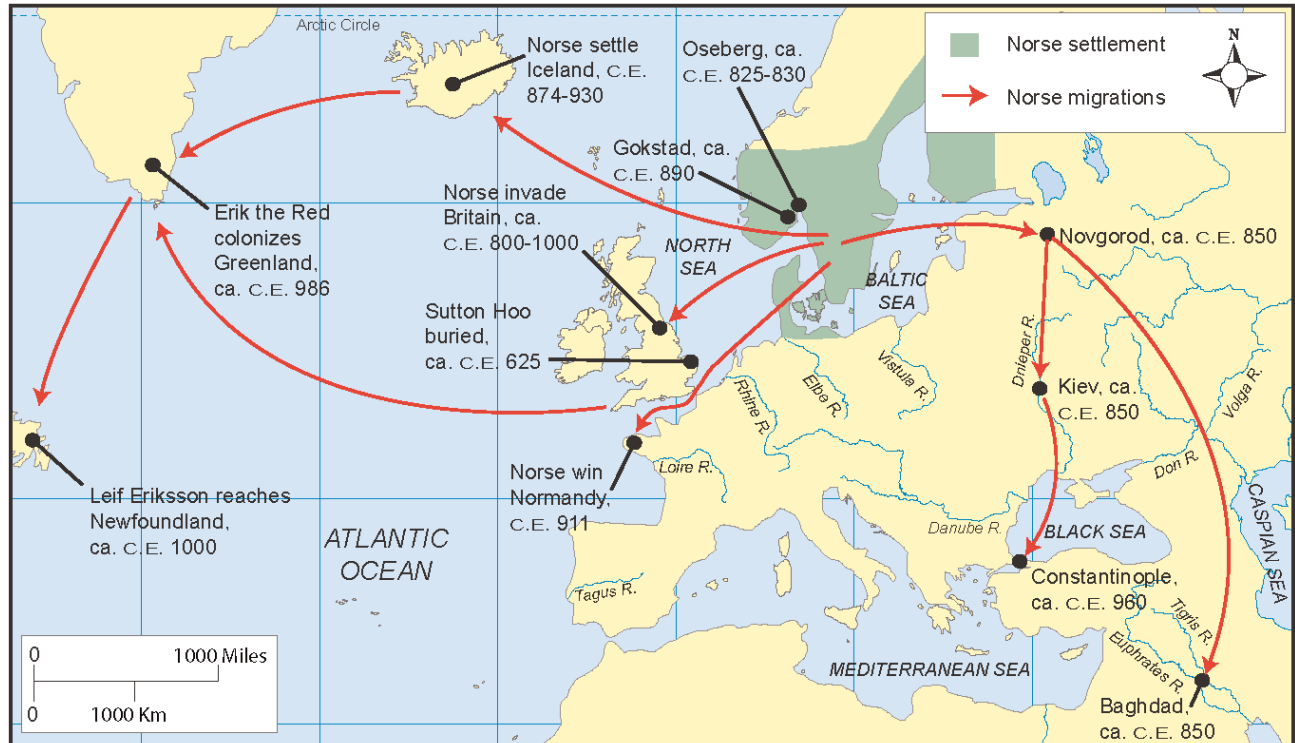 Arctic Circle
Norse settle
Iceland, C.E.
874-930
Oseberg, ca.
C.E. 825-830
Norse settlement
Norse migrations
N
Gokstad, ca.
C.E. 890
Norse invade
Britain, ca.
C.E. 800-1000
NORTH
SEA
Erik the Red
colonizes
Greenland,
ca. C.E. 986
Novgorod, ca. C.E. 850
BALTIC
SEA
Sutton Hoo
buried,
ca. C.E. 625
Dnieper R.
Vistula R.
Elbe R.
Rhine R.
Kiev, ca.
C.E. 850
Volga R.
Loire R.
Don R.
Norse win
Normandy,
C.E. 911
Leif Eriksson reaches
Newfoundland,
ca. C.E. 1000
CASPIAN SEA
ATLANTIC
OCEAN
Danube R.
BLACK SEA
Tagus R.
Constantinople,
ca. C.E. 960
Tigris R.
Euphrates R.
MEDITERRANEAN SEA
Baghdad,
ca. C.E. 850
0
1000 Miles
0
1000 Km